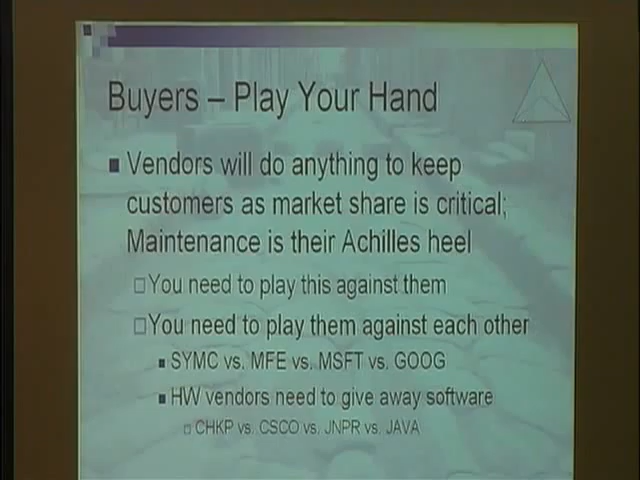 Buyers – Play Your Hand
Vendors will do anything to keep
customers as market share is critical;
Maintenance is their Achilles heel
You need to play this against them
You need to play them against each other
SYMC vs. MFE vs. MSFT vs. GOOG
HW vendors need to give away software
CHKP vs. CSCO vs. JNPR vs. JAVA